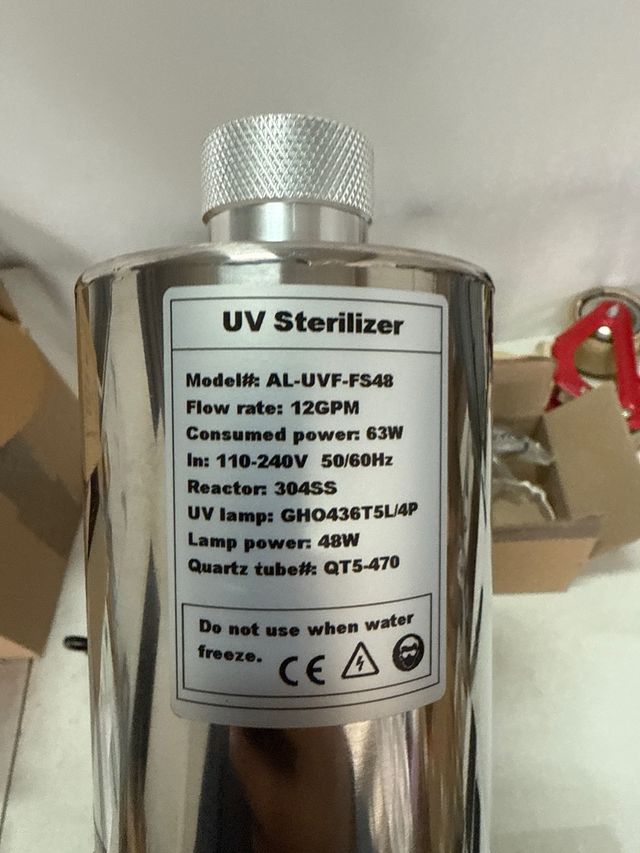 UV Sterilizer
Model#: AL-UVF-FS48
Flow rate: 12GPM
Consumed power: 63W
In: 110-240V 50/60Hz
Reactor: 304SS
UV lamp: GHO436T5L/4P
Lamp power: 48W
Quartz tube#: QT5-470
Do not use when water
freeze. CE